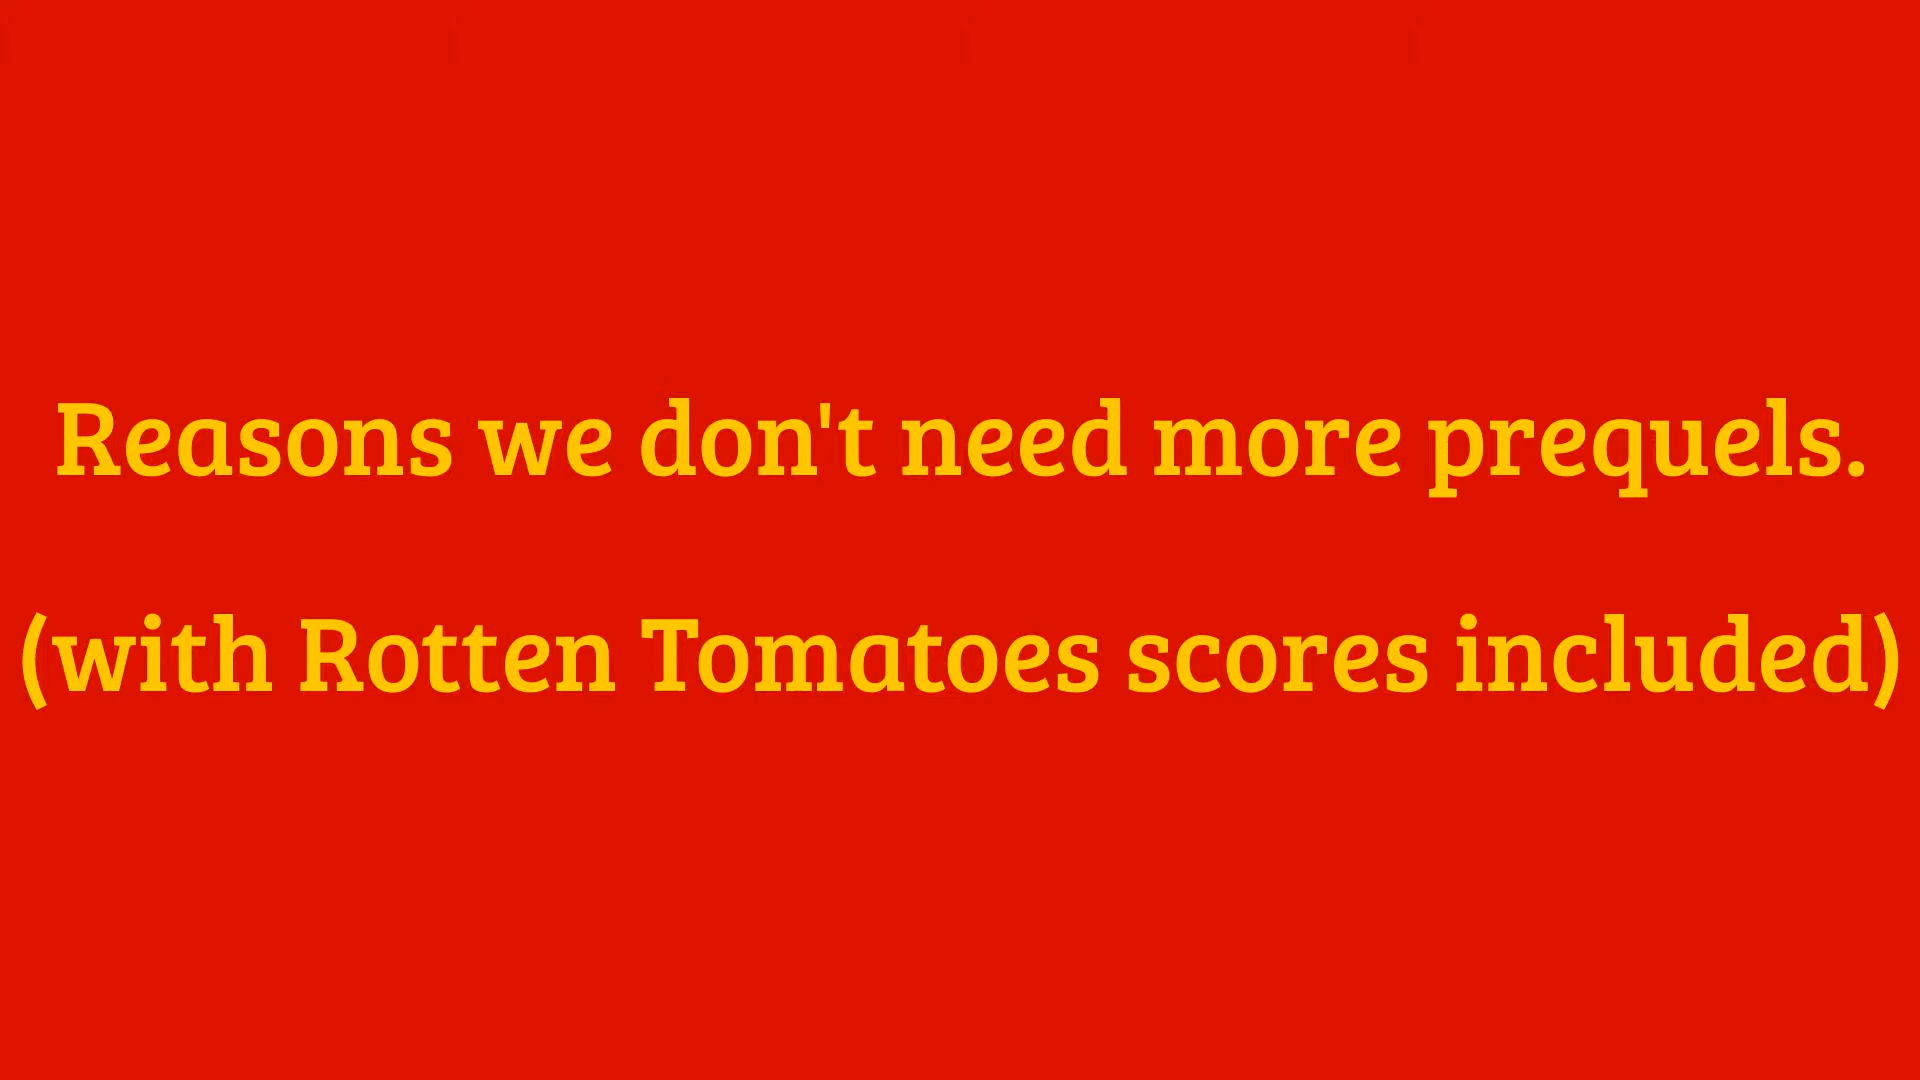 Reasons we don't need more prequels.
(with Rotten Tomatoes scores included)